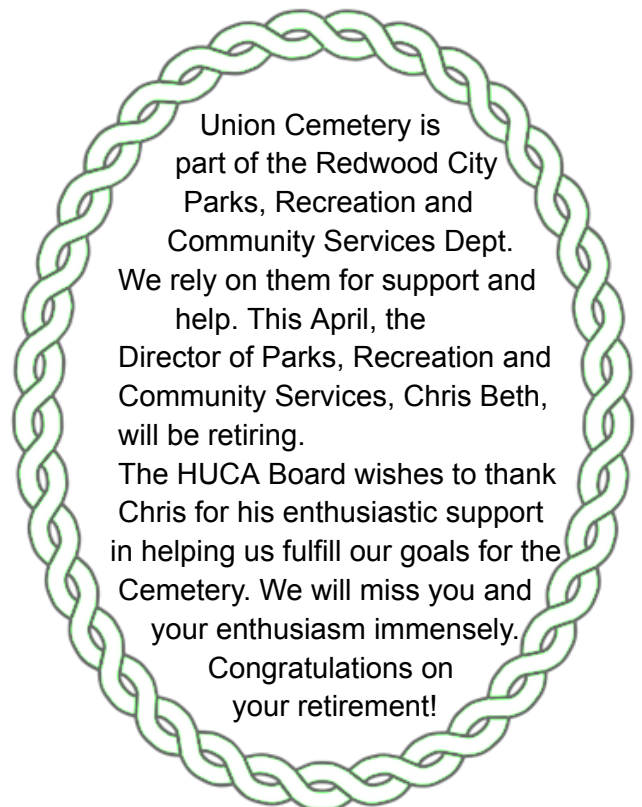 Union Cemetery is
part of the Redwood City
Parks, Recreation and
Community Services Dept.
We rely on them for support and
help. This April, the
Director of Parks, Recreation and
Community Services, Chris Beth,
will be retiring.
The HUCA Board wishes to thank
Chris for his enthusiastic support
in helping us fulfill our goals for the
Cemetery. We will miss you and
your enthusiasm immensely.
Congratulations on
your retirement!